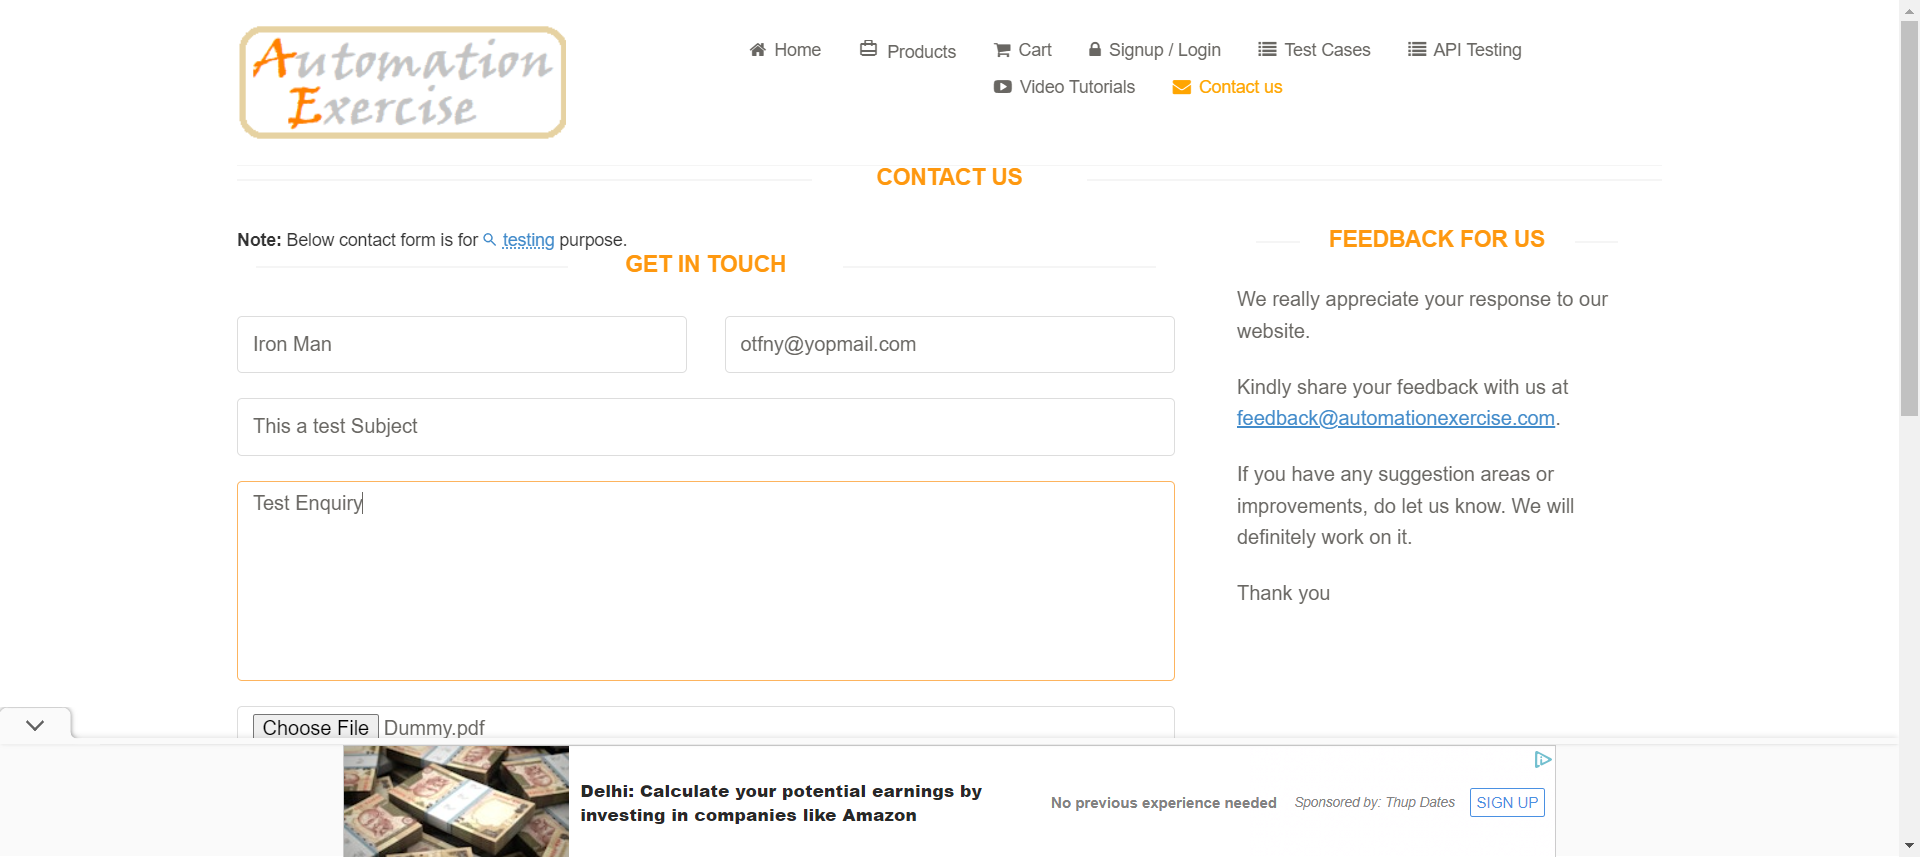 Automation
Exercise
Home
Products
Cart
Signup / Login
Test Cases
API Testing
Video Tutorials
Contact us
CONTACT US
Note: Below contact form is for testing purpose.
GET IN TOUCH
Iron Man
otfny@yopmail.com
This a test Subject
Test Enquiry
Choose File Dummy.pdf
FEEDBACK FOR US
We really appreciate your response to our
website.
Kindly share your feedback with us at
feedback@automationexercise.com.
If you have any suggestion areas or
improvements, do let us know. We will
definitely work on it.
Thank you
Delhi: Calculate your potential earnings by
investing in companies like Amazon
No previous experience needed
Sponsored by: Thup Dates
SIGN UP